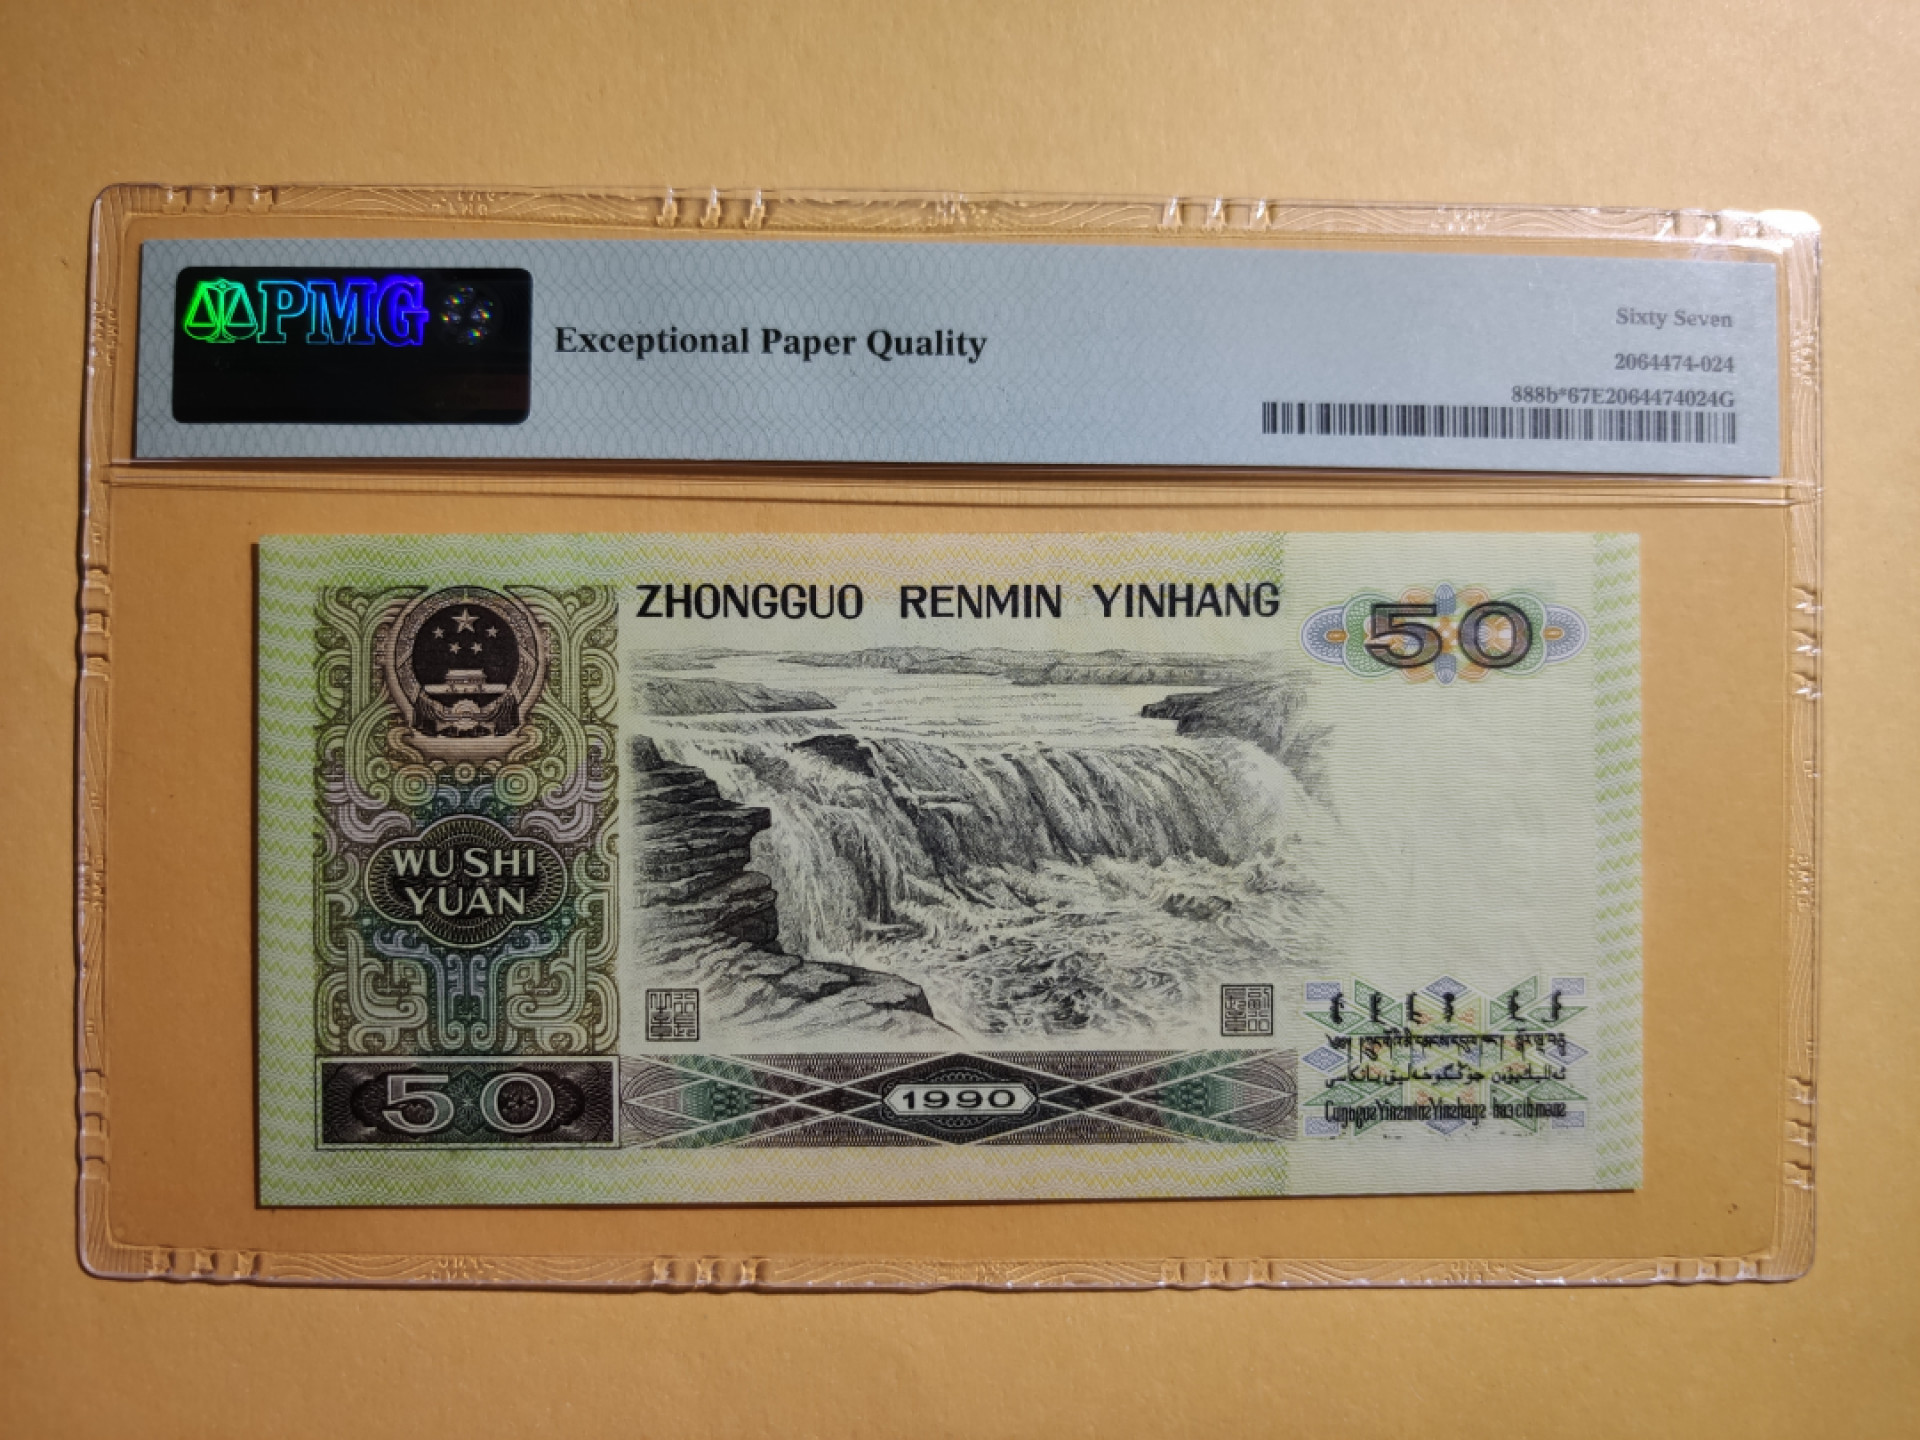 PMG
Exceptional Paper Quality
Sixty Seven
2064474-024
888b*67E2064474024G
ZHONGGUO RENMIN YINHANG
50
WU SHI
YUAN
50
1990